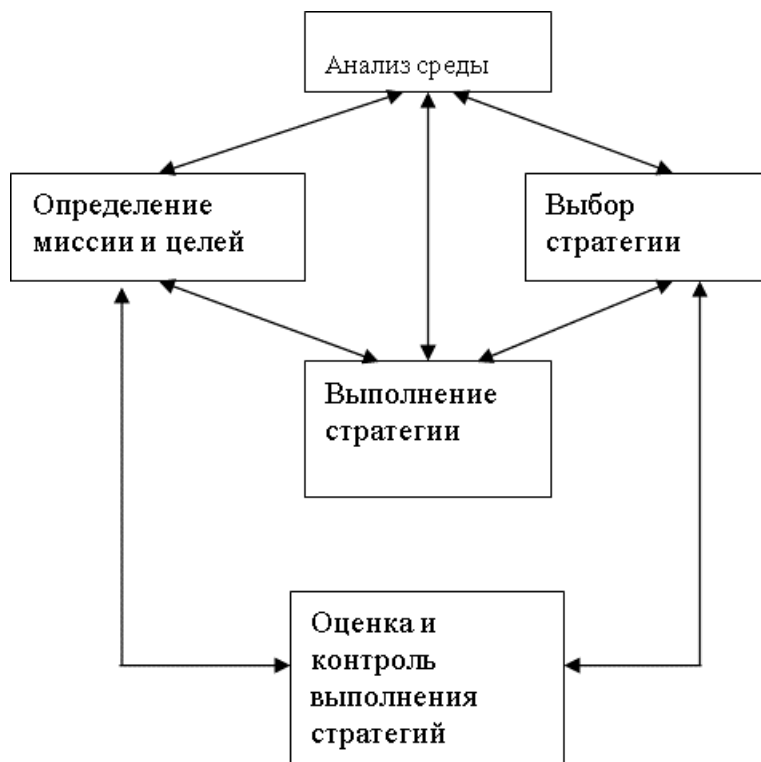 Анализ среды
Определение
миссии и целей
Выбор
стратегии
Выполнение
стратегии
Оценка и
контроль
выполнения
стратегий